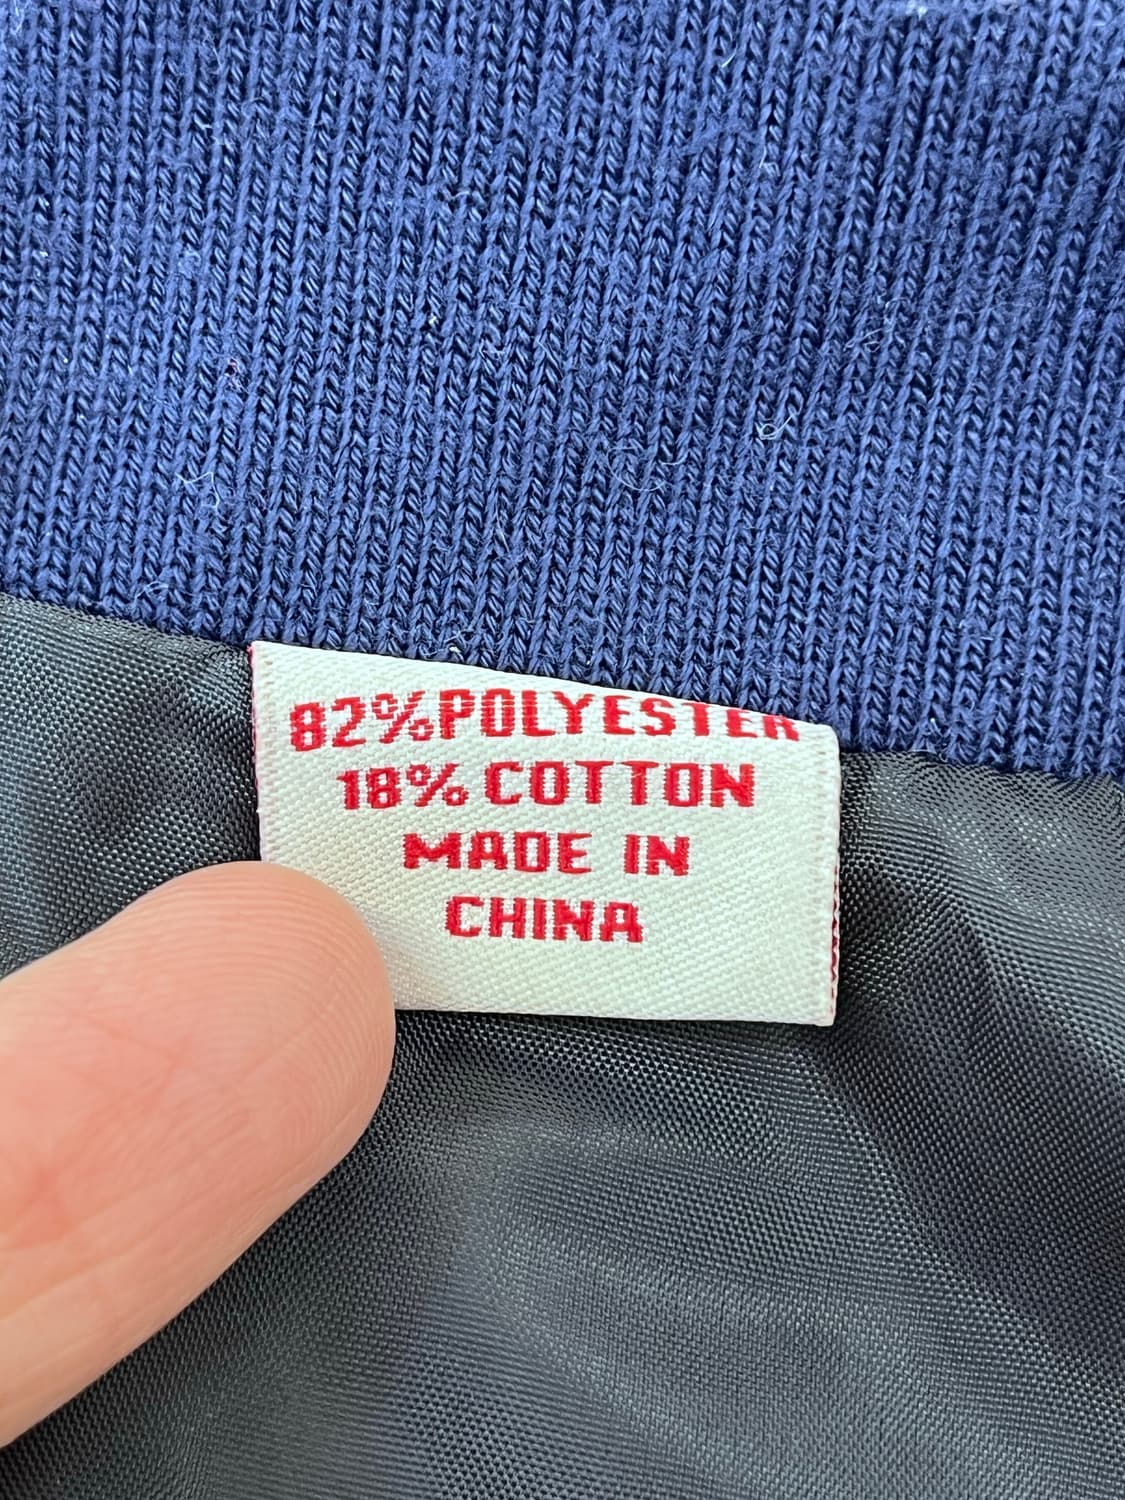 82%POLYESTER
18% COTTON
MADE IN
CHINA